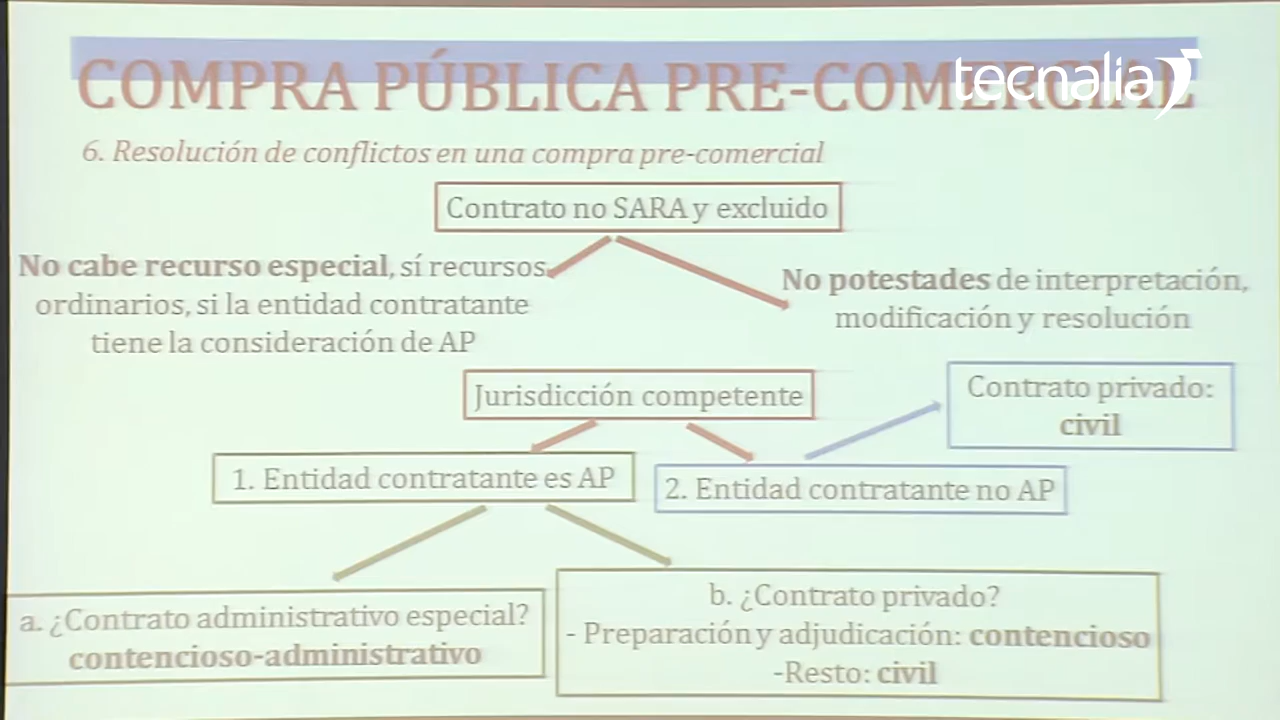 COMPRA PÚBLICA PRE-COMERCIAL
tecnalia
6. Resolución de conflictos en una compra pre-comercial
Contrato no SARA y excluido
No cabe recurso especial, sí recursos
ordinarios, si la entidad contratante
tiene la consideración de AP
No potestades de interpretación,
modificación y resolución
Jurisdicción competente
Contrato privado:
civil
1. Entidad contratante es AP
2. Entidad contratante no AP
a. ¿Contrato administrativo especial?
contencioso-administrativo
b. ¿Contrato privado?
- Preparación y adjudicación: contencioso
-Resto: civil